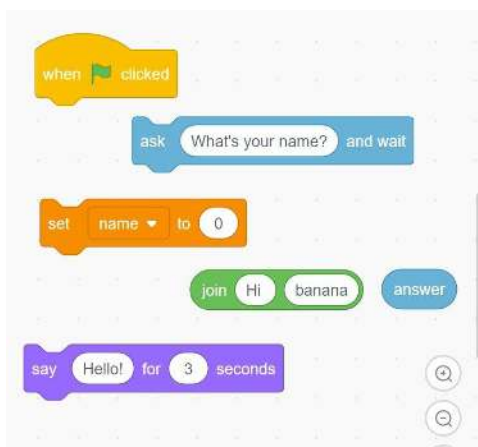 when clicked
ask What's your name? and wait
set name to 0
join Hi banana answer
say Hello! for 3 seconds